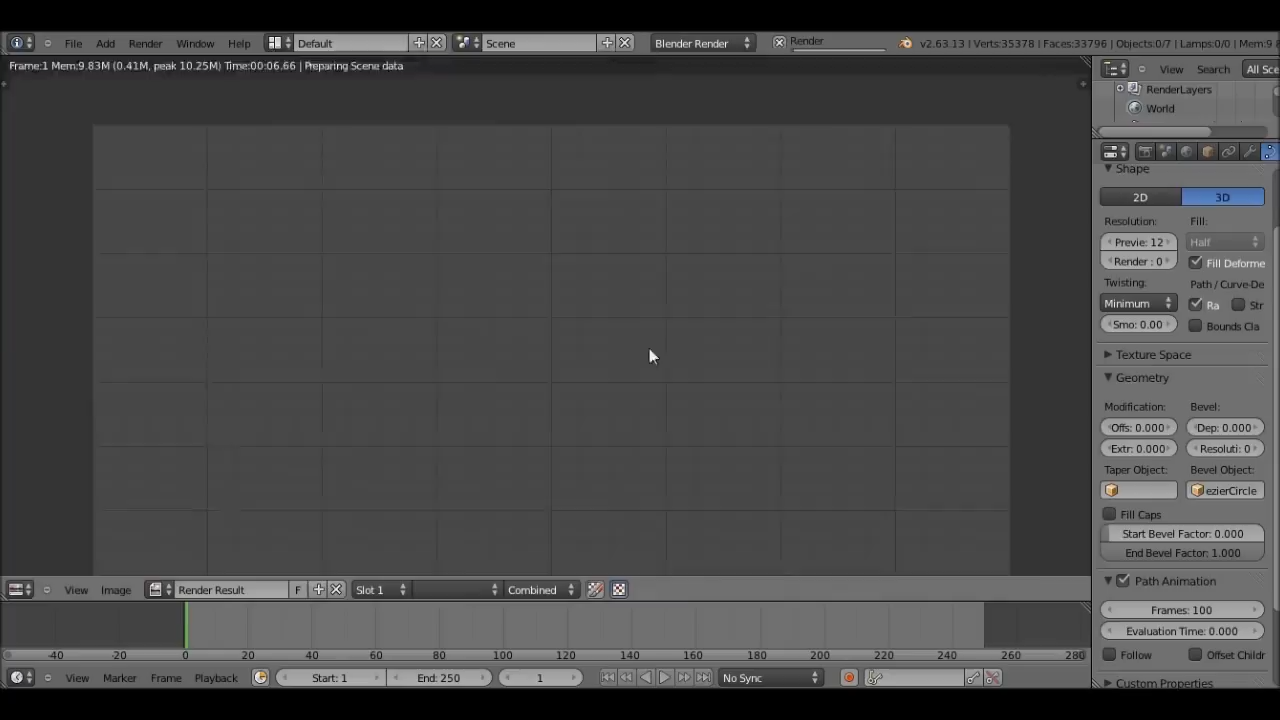 File Add Render Window Help Default Scene Blender Render Render v2.63.13 | Verts:35378 | Faces:33796 | Objects:0/7 | Lamps:0/0 | Mem:9
Frame:1 Mem:9.83M (0.41M, peak 10.25M) Time:00:06.66 | Preparing Scene data
View Search All Sce
RenderLayers
World
Shape
2D 3D
Resolution: Fill:
Previe: 12 Half
Render : 0 Fill Deforme
Twisting: Path / Curve-De
Minimum Ra Str
Smo: 0.00 Bounds Cla
Texture Space
Geometry
Modification: Bevel:
Offs: 0.000 Dep: 0.000
Extr: 0.000 Resoluti: 0
Taper Object: Bevel Object:
ezierCircle
Fill Caps
Start Bevel Factor: 0.000
End Bevel Factor: 1.000
Path Animation
Frames: 100
Evaluation Time: 0.000
Follow Offset Childr
Custom Properties
View Image Render Result F Slot 1 Combined
-40 -20 0 20 40 60 80 100 120 140 160 180 200 220 240 260 280
View Marker Frame Playback Start: 1 End: 250 1 No Sync